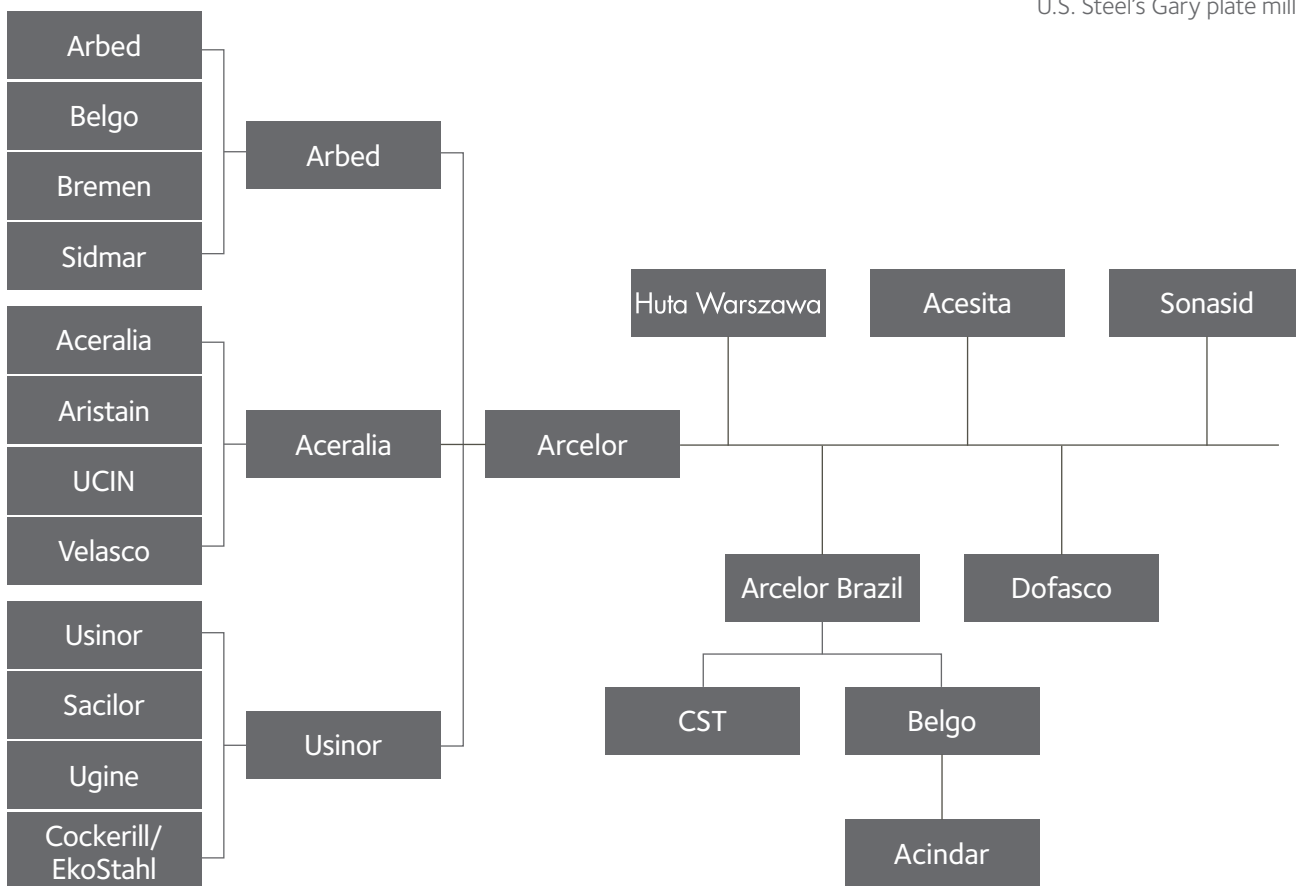 U.S. Steel's Gary plate mill
Arbed
Belgo
Bremen
Sidmar
Arbed
Aceralia
Aristain
UCIN
Velasco
Aceralia
Usinor
Sacilor
Ugine
Cockerill/
EkoStahl
Usinor
Arcelor
Huta Warszawa
Acesita
Sonasid
Arcelor Brazil
Dofasco
CST
Belgo
Acindar